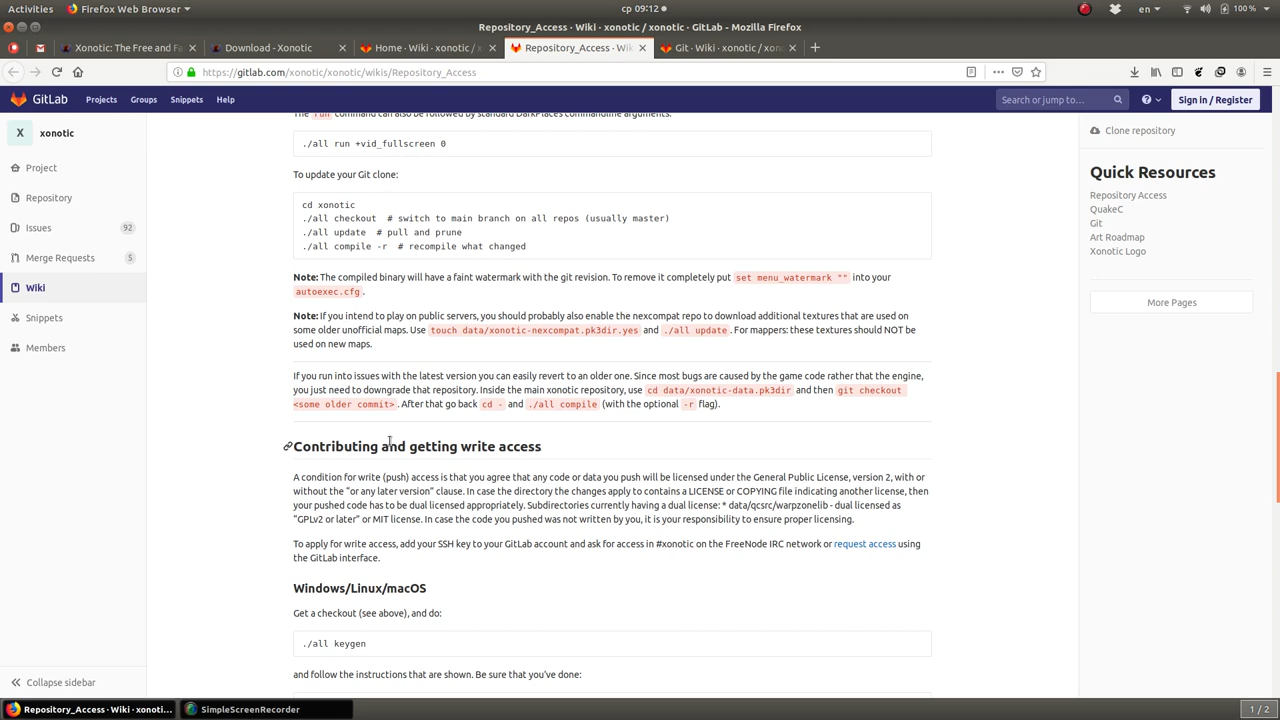 Activities Firefox Web Browser ср 09:12 en 100 %
Repository_Access · Wiki · xonotic / xonotic · GitLab - Mozilla Firefox
Xonotic: The Free and Fa Download - Xonotic Home · Wiki · xonotic / x Repository_Access · Wik Git · Wiki · xonotic / xon
https://gitlab.com/xonotic/xonotic/wikis/Repository_Access
GitLab Projects Groups Snippets Help Search or jump to... Sign in / Register
X xonotic
Project
Repository
Issues 92
Merge Requests 5
Wiki
Snippets
Members
Collapse sidebar
The run command can also be followed by standard DarkPlaces commandline arguments.
./all run +vid_fullscreen 0
To update your Git clone:
cd xonotic
./all checkout # switch to main branch on all repos (usually master)
./all update # pull and prune
./all compile -r # recompile what changed
Note: The compiled binary will have a faint watermark with the git revision. To remove it completely put set menu_watermark "" into your
autoexec.cfg.
Note: If you intend to play on public servers, you should probably also enable the nexcompat repo to download additional textures that are used on
some older unofficial maps. Use touch data/xonotic-nexcompat.pk3dir.yes and ./all update. For mappers: these textures should NOT be
used on new maps.
If you run into issues with the latest version you can easily revert to an older one. Since most bugs are caused by the game code rather that the engine,
you just need to downgrade that repository. Inside the main xonotic repository, use cd data/xonotic-data.pk3dir and then git checkout
<some older commit>. After that go back cd - and ./all compile (with the optional -r flag).
Contributing and getting write access
A condition for write (push) access is that you agree that any code or data you push will be licensed under the General Public License, version 2, with or
without the "or any later version" clause. In case the directory the changes apply to contains a LICENSE or COPYING file indicating another license, then
your pushed code has to be dual licensed appropriately. Subdirectories currently having a dual license: * data/qcsrc/warpzonelib - dual licensed as
"GPLv2 or later" or MIT license. In case the code you pushed was not written by you, it is your responsibility to ensure proper licensing.
To apply for write access, add your SSH key to your GitLab account and ask for access in #xonotic on the FreeNode IRC network or request access using
the GitLab interface.
Windows/Linux/macOS
Get a checkout (see above), and do:
./all keygen
and follow the instructions that are shown. Be sure that you've done:
Clone repository
Quick Resources
Repository Access
QuakeC
Git
Art Roadmap
Xonotic Logo
More Pages
Repository_Access · Wiki · xonoti... SimpleScreenRecorder 1 / 2